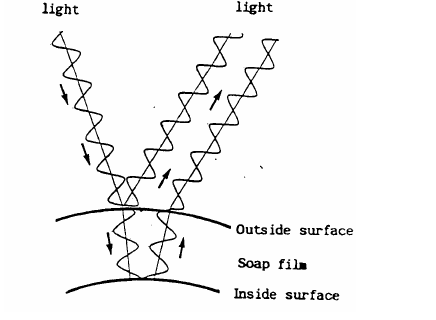 light
light
Outside surface
Soap film
Inside surface